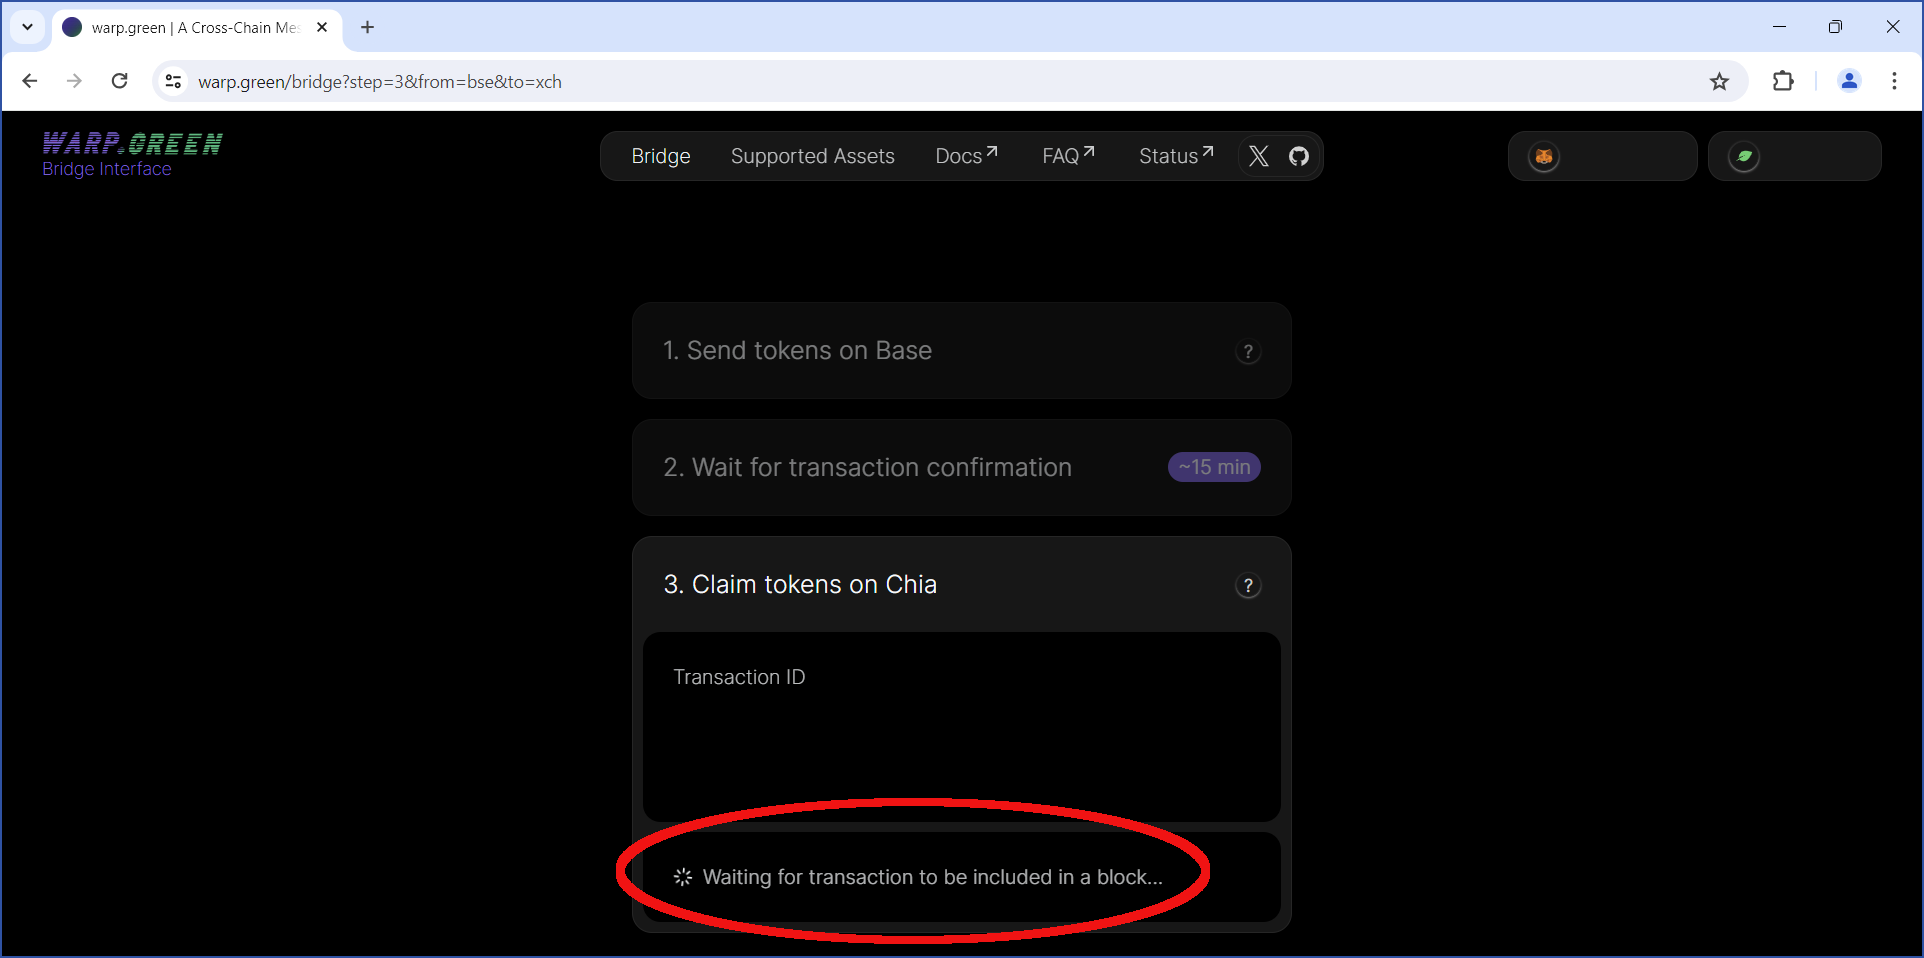 warp.green | A Cross-Chain Mes
warp.green/bridge?step=3&from=bse&to=xch
WARP.GREEN
Bridge Interface
Bridge
Supported Assets
Docs
FAQ
Status
1. Send tokens on Base
?
2. Wait for transaction confirmation
~15 min
3. Claim tokens on Chia
?
Transaction ID
Waiting for transaction to be included in a block...